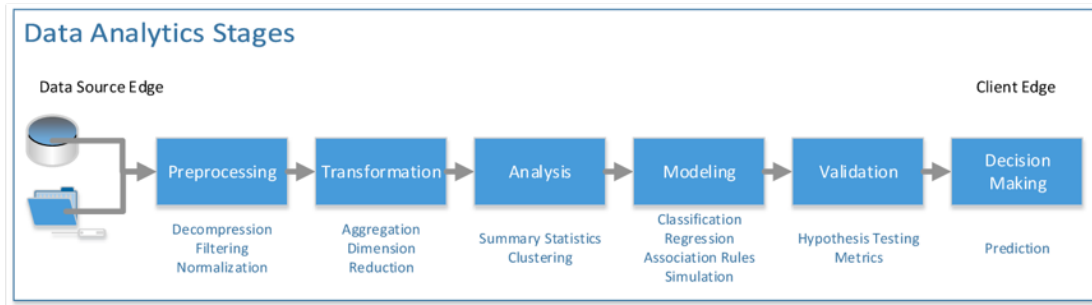 Data Analytics Stages
Data Source Edge
Client Edge
Preprocessing
Transformation
Analysis
Modeling
Validation
Decision
Making
Decompression
Filtering
Normalization
Aggregation
Dimension
Reduction
Summary Statistics
Clustering
Classification
Regression
Association Rules
Simulation
Hypothesis Testing
Metrics
Prediction